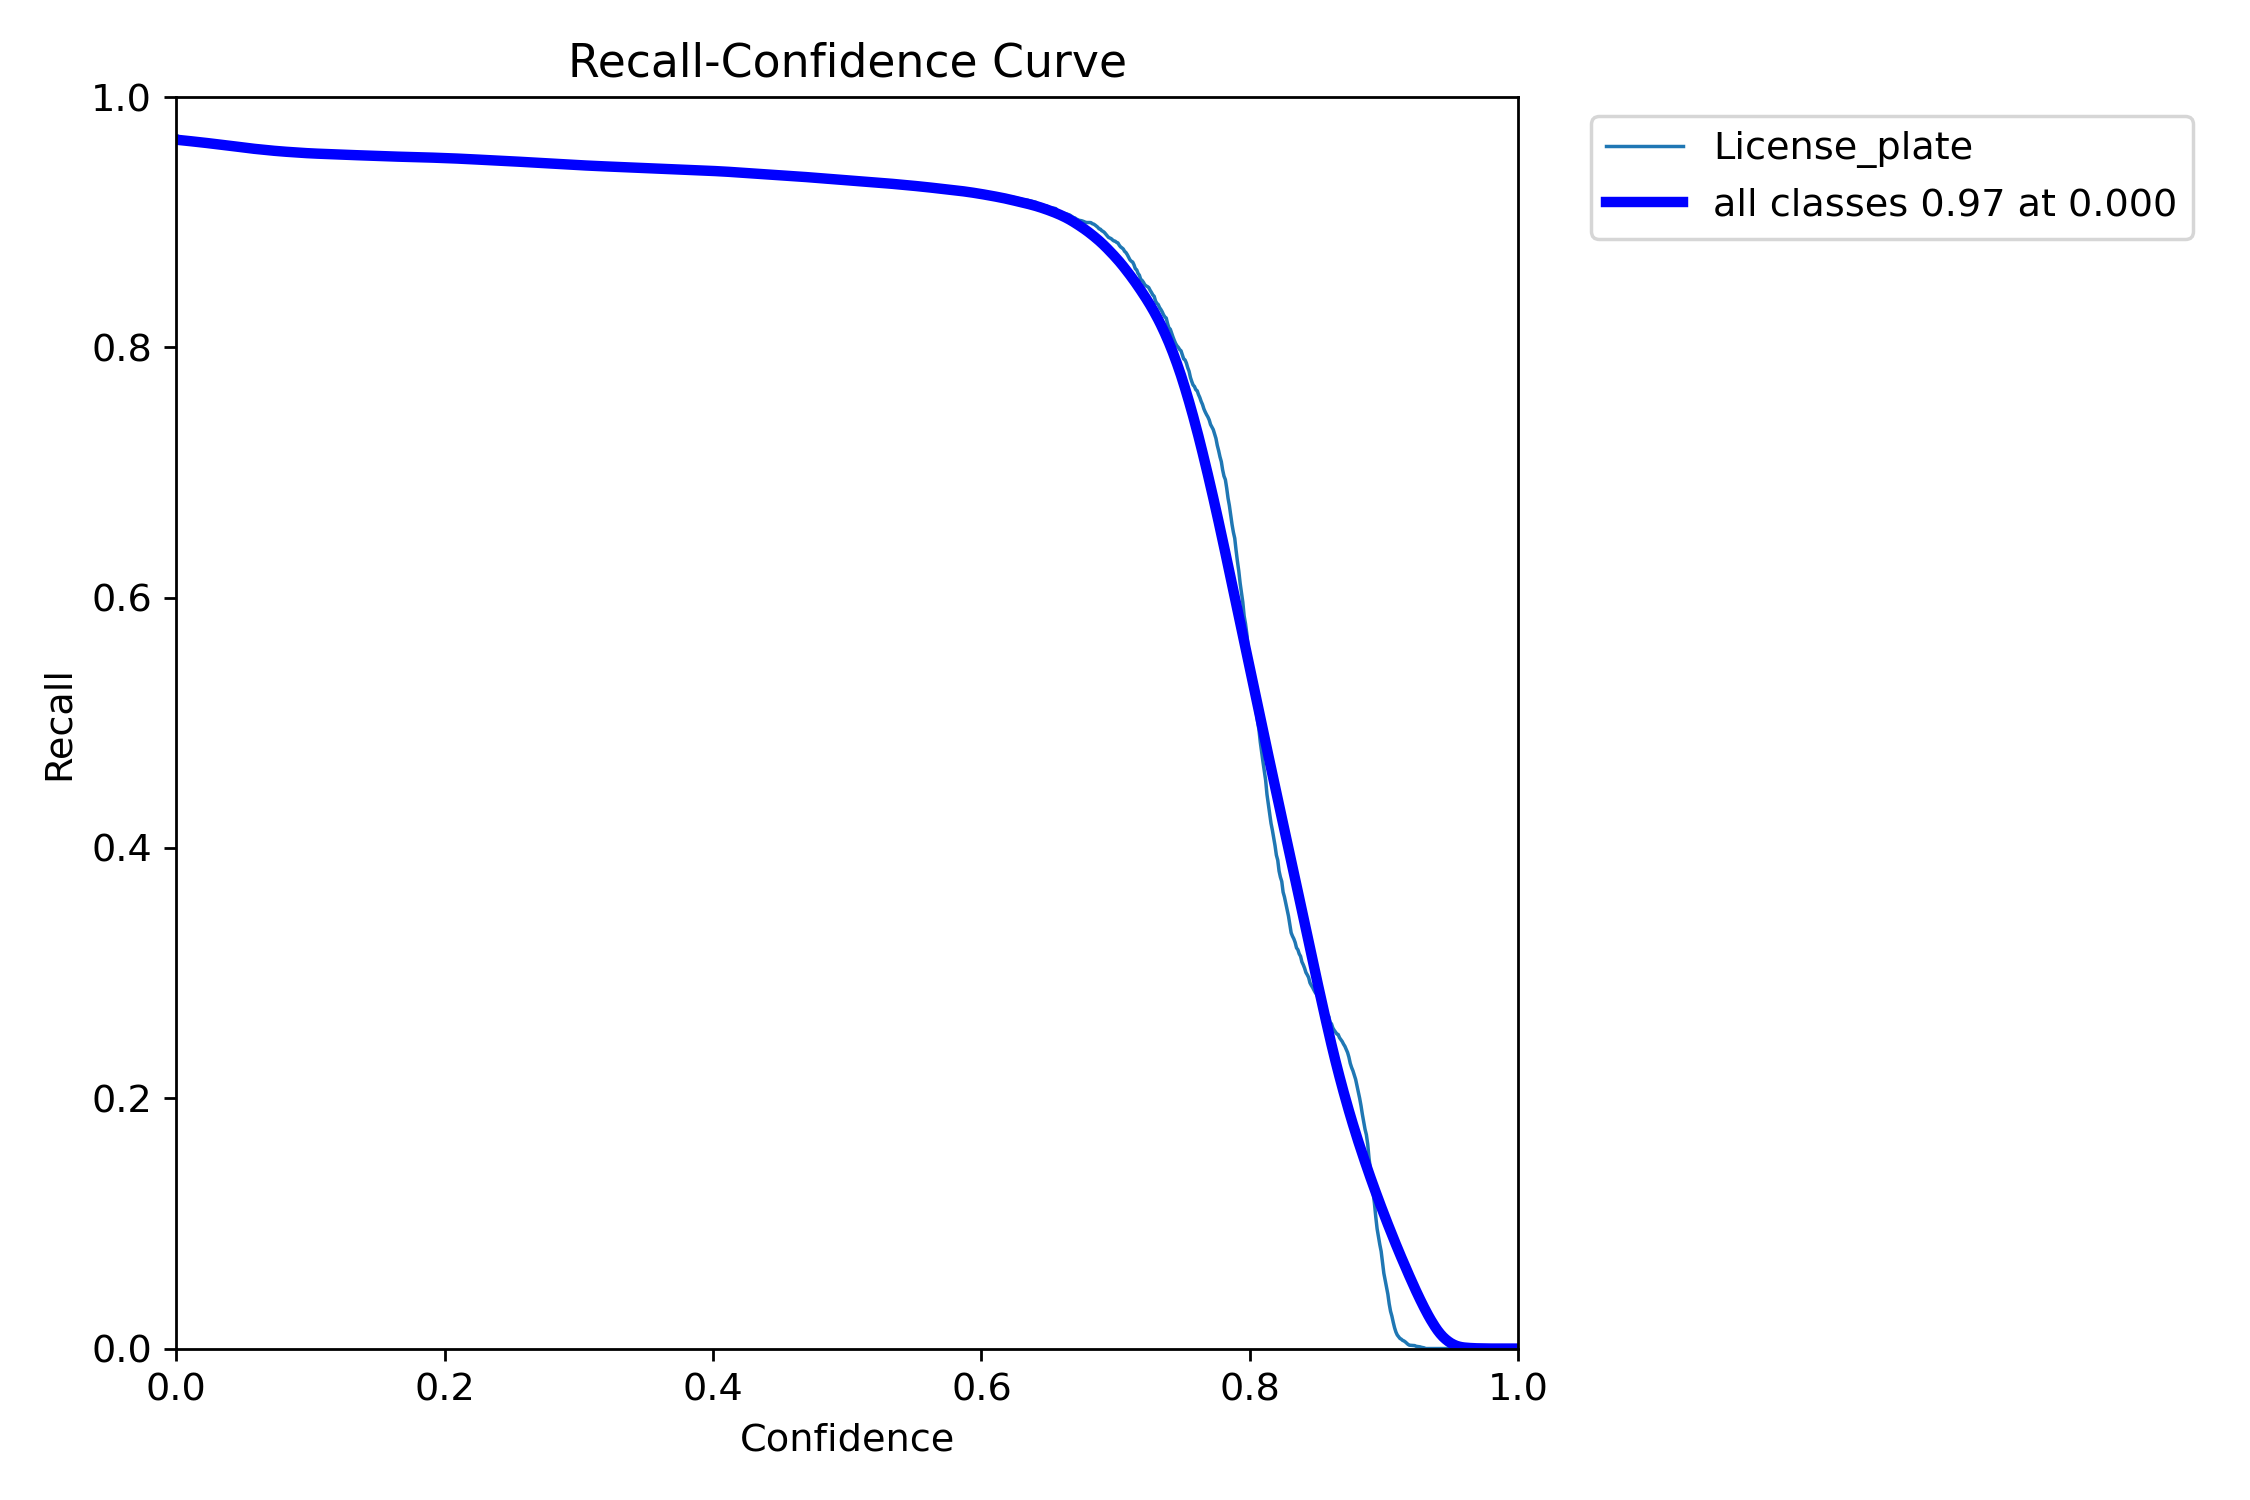 Recall-Confidence Curve
1.0
0.8
0.6
0.4
0.2
0.0
Recall
0.0 0.2 0.4 0.6 0.8 1.0
Confidence
License_plate
all classes 0.97 at 0.000